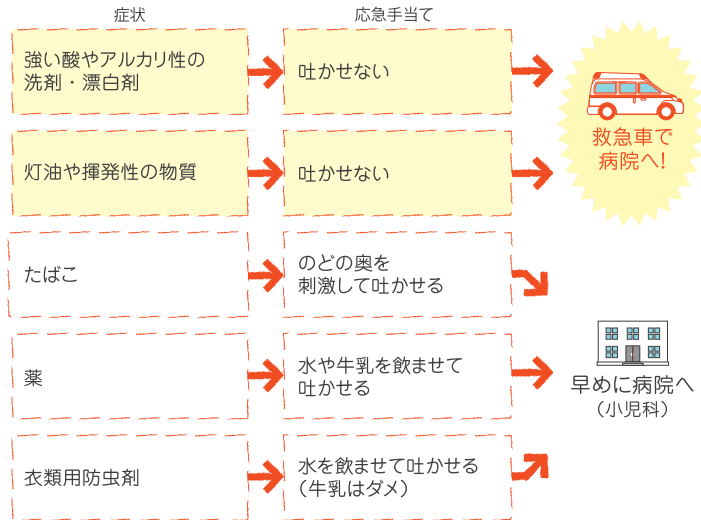 症状
応急手当て
強い酸やアルカリ性の
洗剤・漂白剤
吐かせない
救急車で
病院へ!
灯油や揮発性の物質
吐かせない
たばこ
のどの奥を
刺激して吐かせる
薬
水や牛乳を飲ませて
吐かせる
早めに病院へ
（小児科）
衣類用防虫剤
水を飲ませて吐かせる
（牛乳はダメ）